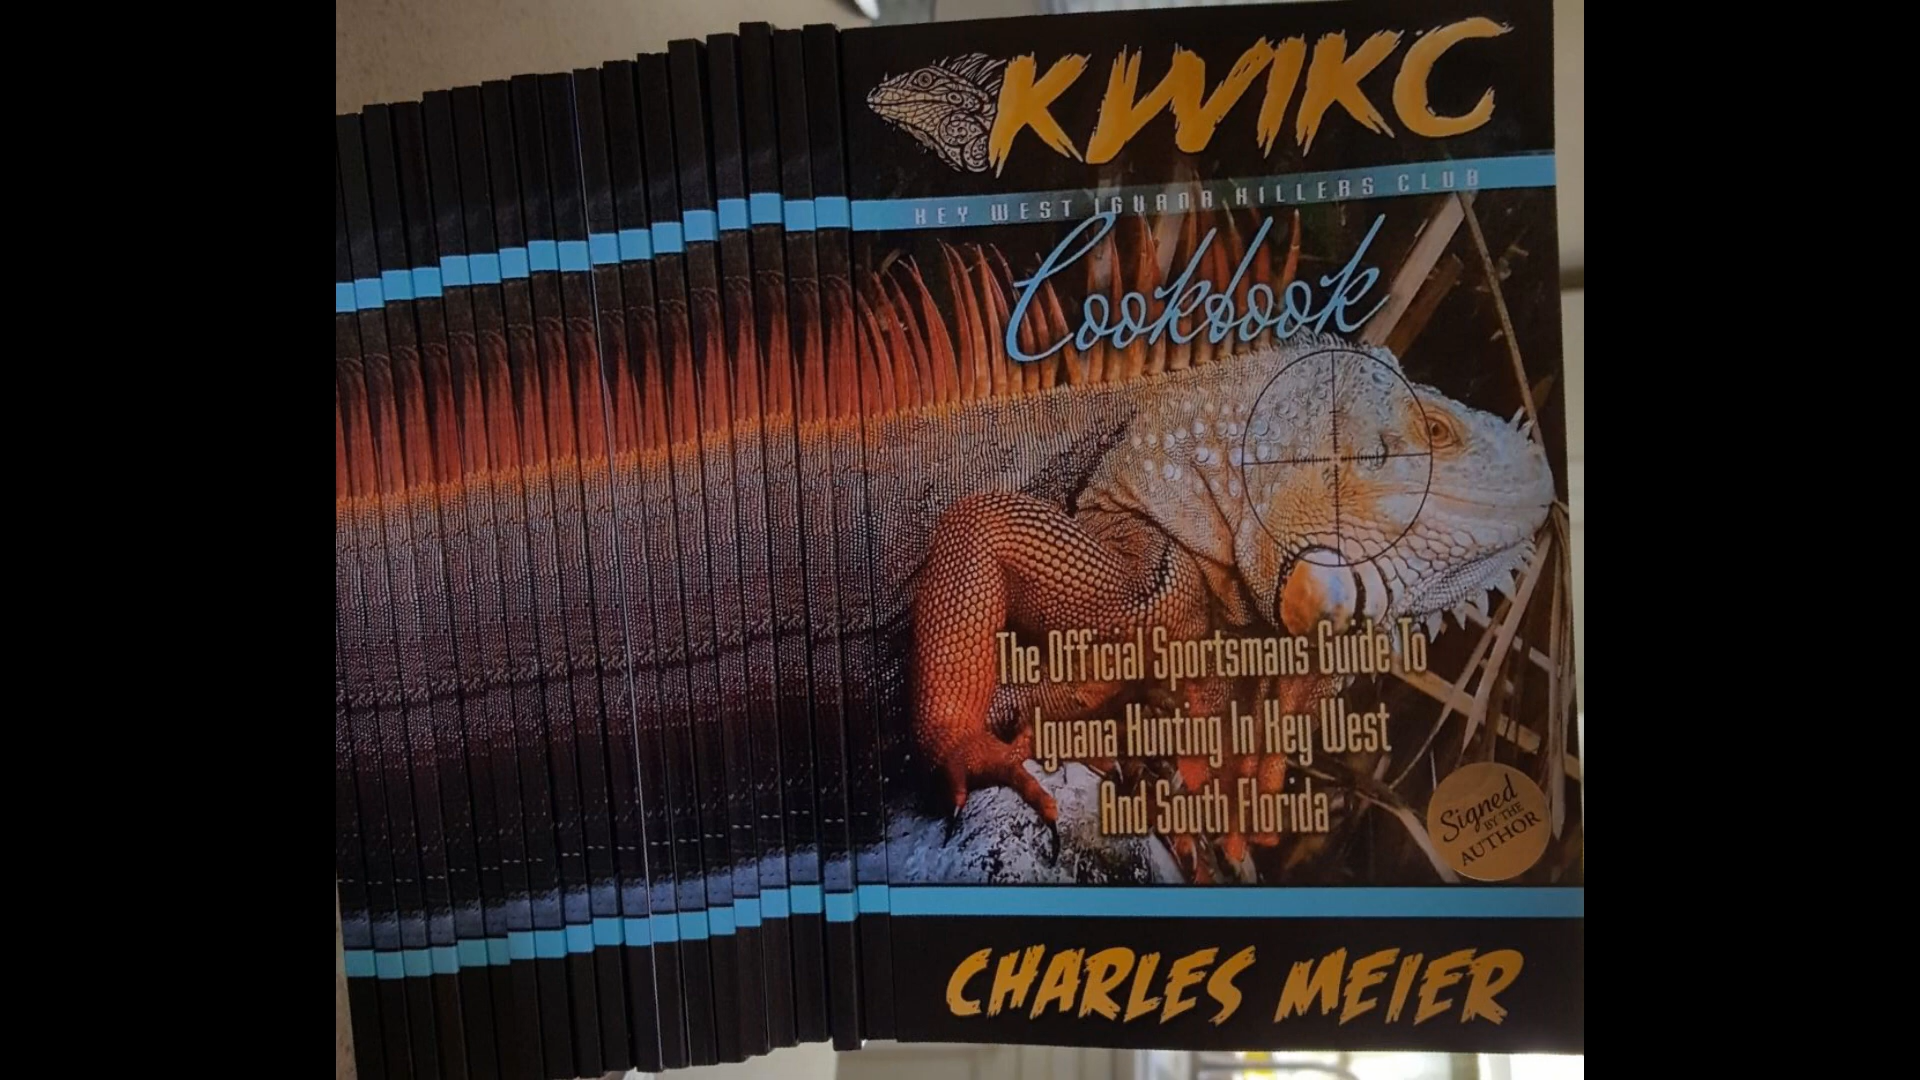 KWIKC
KEY WEST IGUANA KILLERS CLUB
Cookbook
The Official Sportsmans Guide To
Iguana Hunting In Key West
And South Florida
Signed
BY THE
AUTHOR
CHARLES MEIER